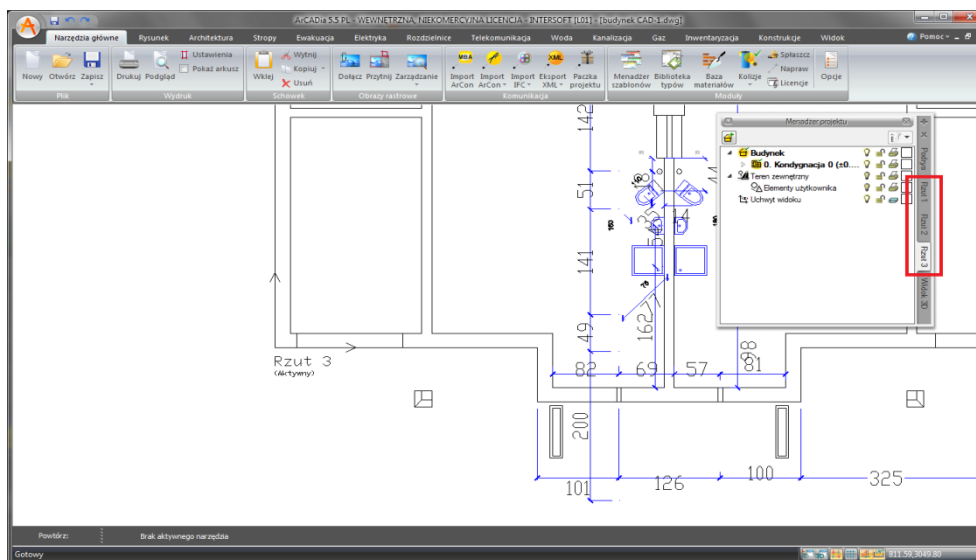 ArCADia 5.5 PL - WEWNĘTRZNA, NIEKOMERCYJNA LICENCJA - INTERSOFT [L01] - [budynek CAD-1.dwg]
Narzędzia główne Rysunek Architektura Stropy Ewakuacja Elektryka Rozdzielnice Telekomunikacja Woda Kanalizacja Gaz Inwentaryzacja Konstrukcje Widok Pomoc
Nowy Otwórz Zapisz
Plik
Drukuj Podgląd
Ustawienia
Pokaż arkusz
Wydruk
Wklej
Wytnij
Kopiuj
Usuń
Schowek
Dołącz Przytnij Zarządzanie
Obrazy rastrowe
Import ArCon
Import ArCon
Import IFC
Eksport XML
Paczka projektu
Komunikacja
Menadżer szablonów
Biblioteka typów
Baza materiałów
Kolizje
Spłaszcz
Napraw
Licencje
Moduły
Opcje
Menadżer projektu
Budynek
0. Kondygnacja 0 (±0....
Teren zewnętrzny
Elementy użytkownika
Uchwyt widoku
Podrys
Rzut 1
Rzut 2
Rzut 3
Widok 3D
142
51
141
49
162
77
14
82
69
57
81
98
200
101
126
100
325
Rzut 3
(Aktywny)
Powtórz: Brak aktywnego narzędzia
Gotowy
811.59,3049.80